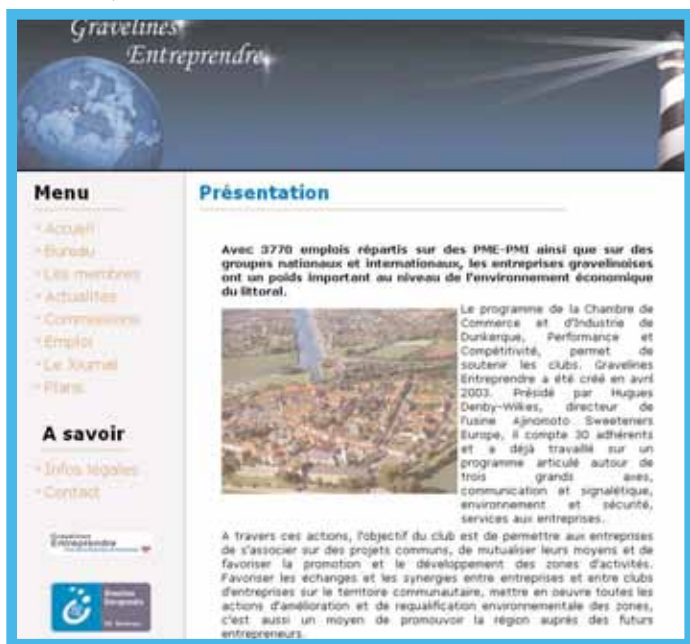 Gravelines
Entreprendre
Menu
Accueil
Bureau
Les membres
Actualités
Commissions
Emploi
Le Journal
Plans
A savoir
Infos légales
Contact
Gravelines
Entreprendre
Présentation
Avec 3770 emplois répartis sur des PME-PMI ainsi que sur des
groupes nationaux et internationaux, les entreprises gravelinoises
ont un poids important au niveau de l'environnement économique
du littoral.
Le programme de la Chambre de
Commerce et d'Industrie de
Dunkerque, Performance et
Compétitivité, permet de
soutenir les clubs. Gravelines
Entreprendre a été créé en avril
2003. Présidé par Hugues
Denby-Wilkes, directeur de
l'usine Ajinomoto Sweeteners
Europe, il compte 30 adhérents
et a déjà travaillé sur un
programme articulé autour de
trois grands axes,
communication et signalétique,
environnement et sécurité,
services aux entreprises.
A travers ces actions, l'objectif du club est de permettre aux entreprises
de s'associer sur des projets communs, de mutualiser leurs moyens et de
favoriser la promotion et le développement des zones d'activités.
Favoriser les échanges et les synergies entre entreprises et entre clubs
d'entreprises sur le territoire communautaire, mettre en oeuvre toutes les
actions d'amélioration et de requalification environnementale des zones,
c'est aussi un moyen de promouvoir la région auprès des futurs
entrepreneurs.